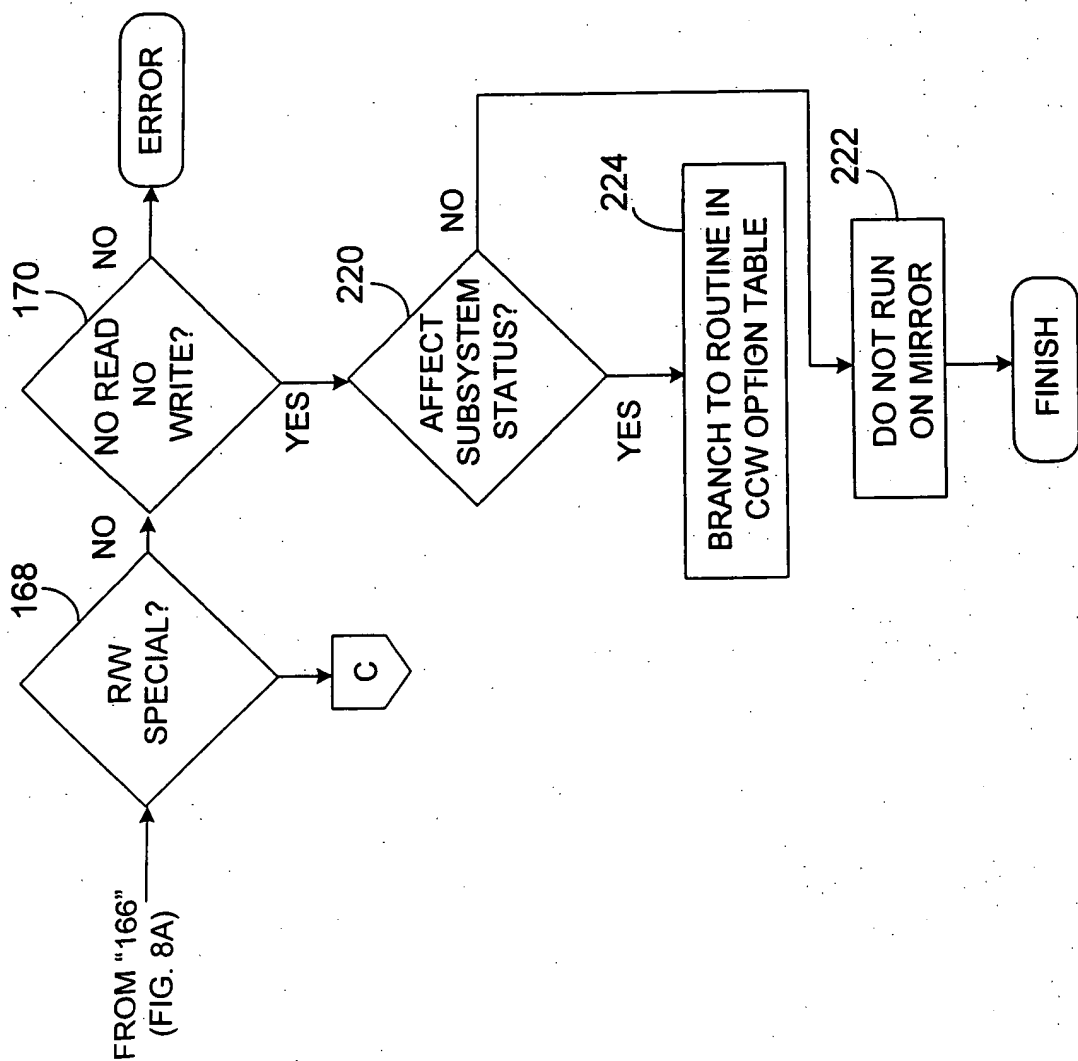 FROM "166"
(FIG. 8A)
168
R/W
SPECIAL?
NO
C
170
NO READ
NO
WRITE?
NO
ERROR
YES
220
AFFECT
SUBSYSTEM
STATUS?
NO
YES
224
BRANCH TO ROUTINE IN
CCW OPTION TABLE
222
DO NOT RUN
ON MIRROR
FINISH